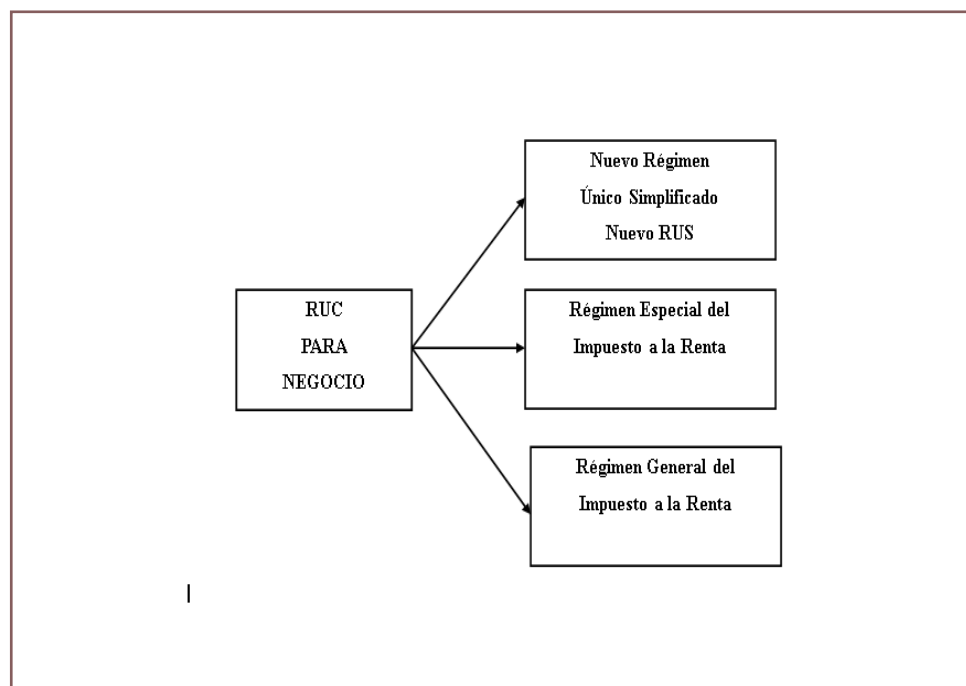 RUC
PARA
NEGOCIO
Nuevo Régimen
Único Simplificado
Nuevo RUS
Régimen Especial del
Impuesto a la Renta
Régimen General del
Impuesto a la Renta